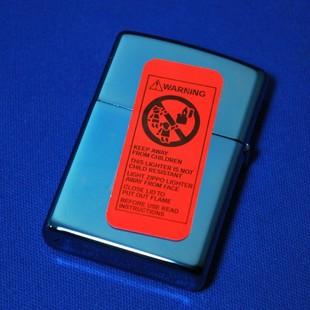 WARNING
KEEP AWAY
FROM CHILDREN
THIS LIGHTER IS NOT
CHILD RESISTANT
LIGHT ZIPPO LIGHTER
AWAY FROM FACE
CLOSE LID TO
PUT OUT FLAME
BEFORE USE READ
INSTRUCTIONS